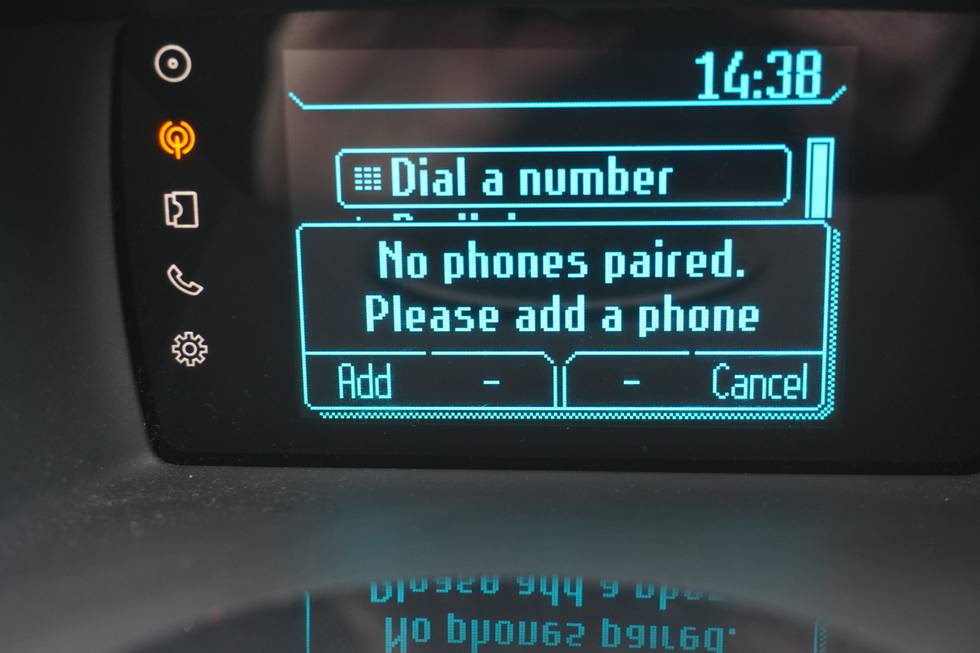 14:38
Dial a number
No phones paired.
Please add a phone
Add - - Cancel